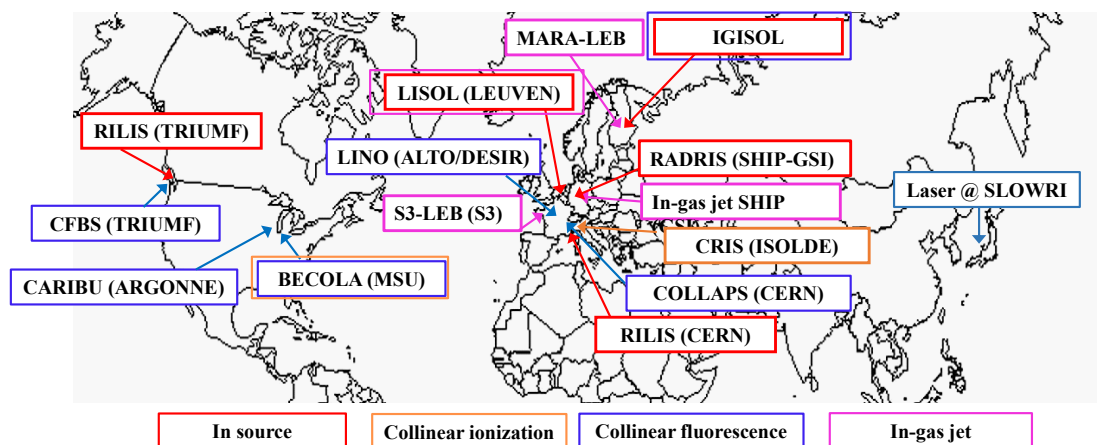 MARA-LEB
IGISOL
LISOL (LEUVEN)
RILIS (TRIUMF)
LINO (ALTO/DESIR)
RADRIS (SHIP-GSI)
Laser @ SLOWRI
In-gas jet SHIP
S3-LEB (S3)
CFBS (TRIUMF)
CRIS (ISOLDE)
BECOLA (MSU)
CARIBU (ARGONNE)
COLLAPS (CERN)
RILIS (CERN)
In source
Collinear ionization
Collinear fluorescence
In-gas jet